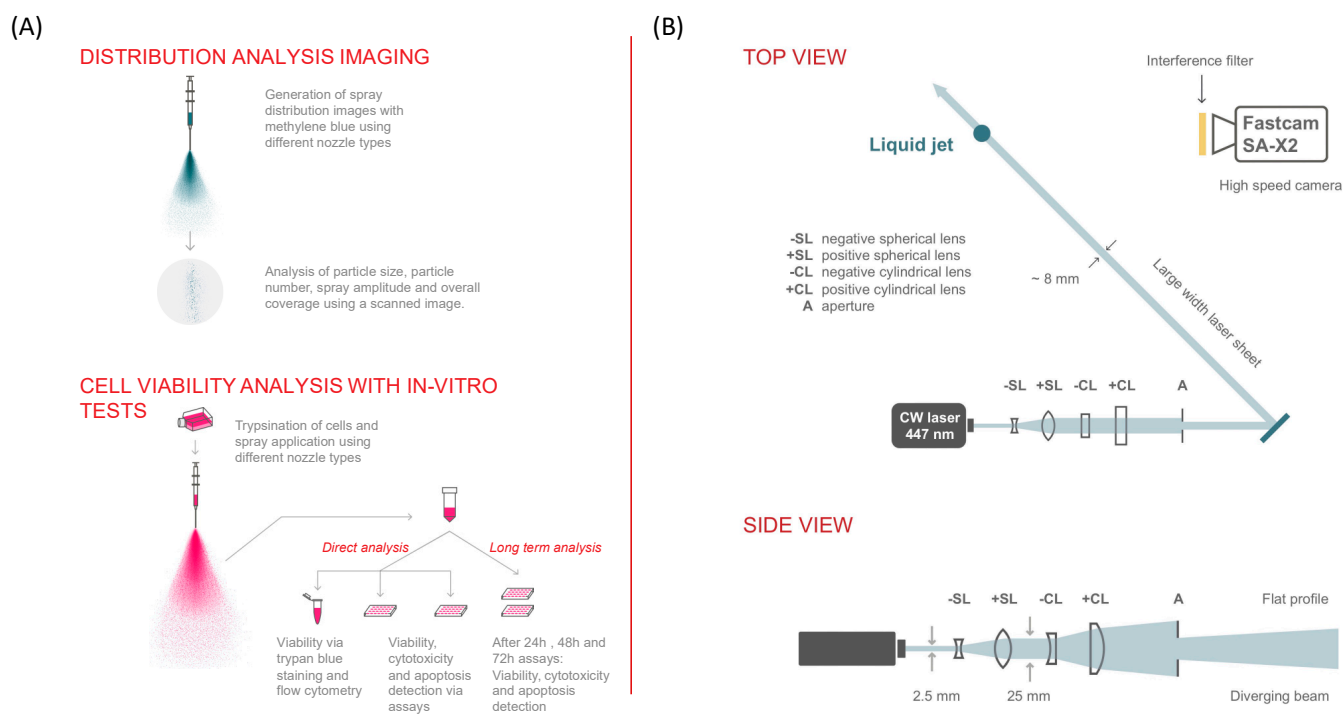 (A)
DISTRIBUTION ANALYSIS IMAGING
Generation of spray
distribution images with
methylene blue using
different nozzle types
Analysis of particle size, particle
number, spray amplitude and overall
coverage using a scanned image.
CELL VIABILITY ANALYSIS WITH IN-VITRO
TESTS
Trypsination of cells and
spray application using
different nozzle types
Direct analysis
Long term analysis
Viability via
trypan blue
staining and
flow cytometry
Viability,
cytotoxicity
and apoptosis
detection via
assays
After 24h , 48h and
72h assays:
Viability, cytotoxicity
and apoptosis
detection
(B)
TOP VIEW
Interference filter
Fastcam
SA-X2
High speed camera
Liquid jet
-SL negative spherical lens
+SL positive spherical lens
-CL negative cylindrical lens
+CL positive cylindrical lens
A aperture
~ 8 mm
Large width laser sheet
-SL +SL -CL +CL A
CW laser
447 nm
SIDE VIEW
-SL +SL -CL +CL A
Flat profile
2.5 mm
25 mm
Diverging beam